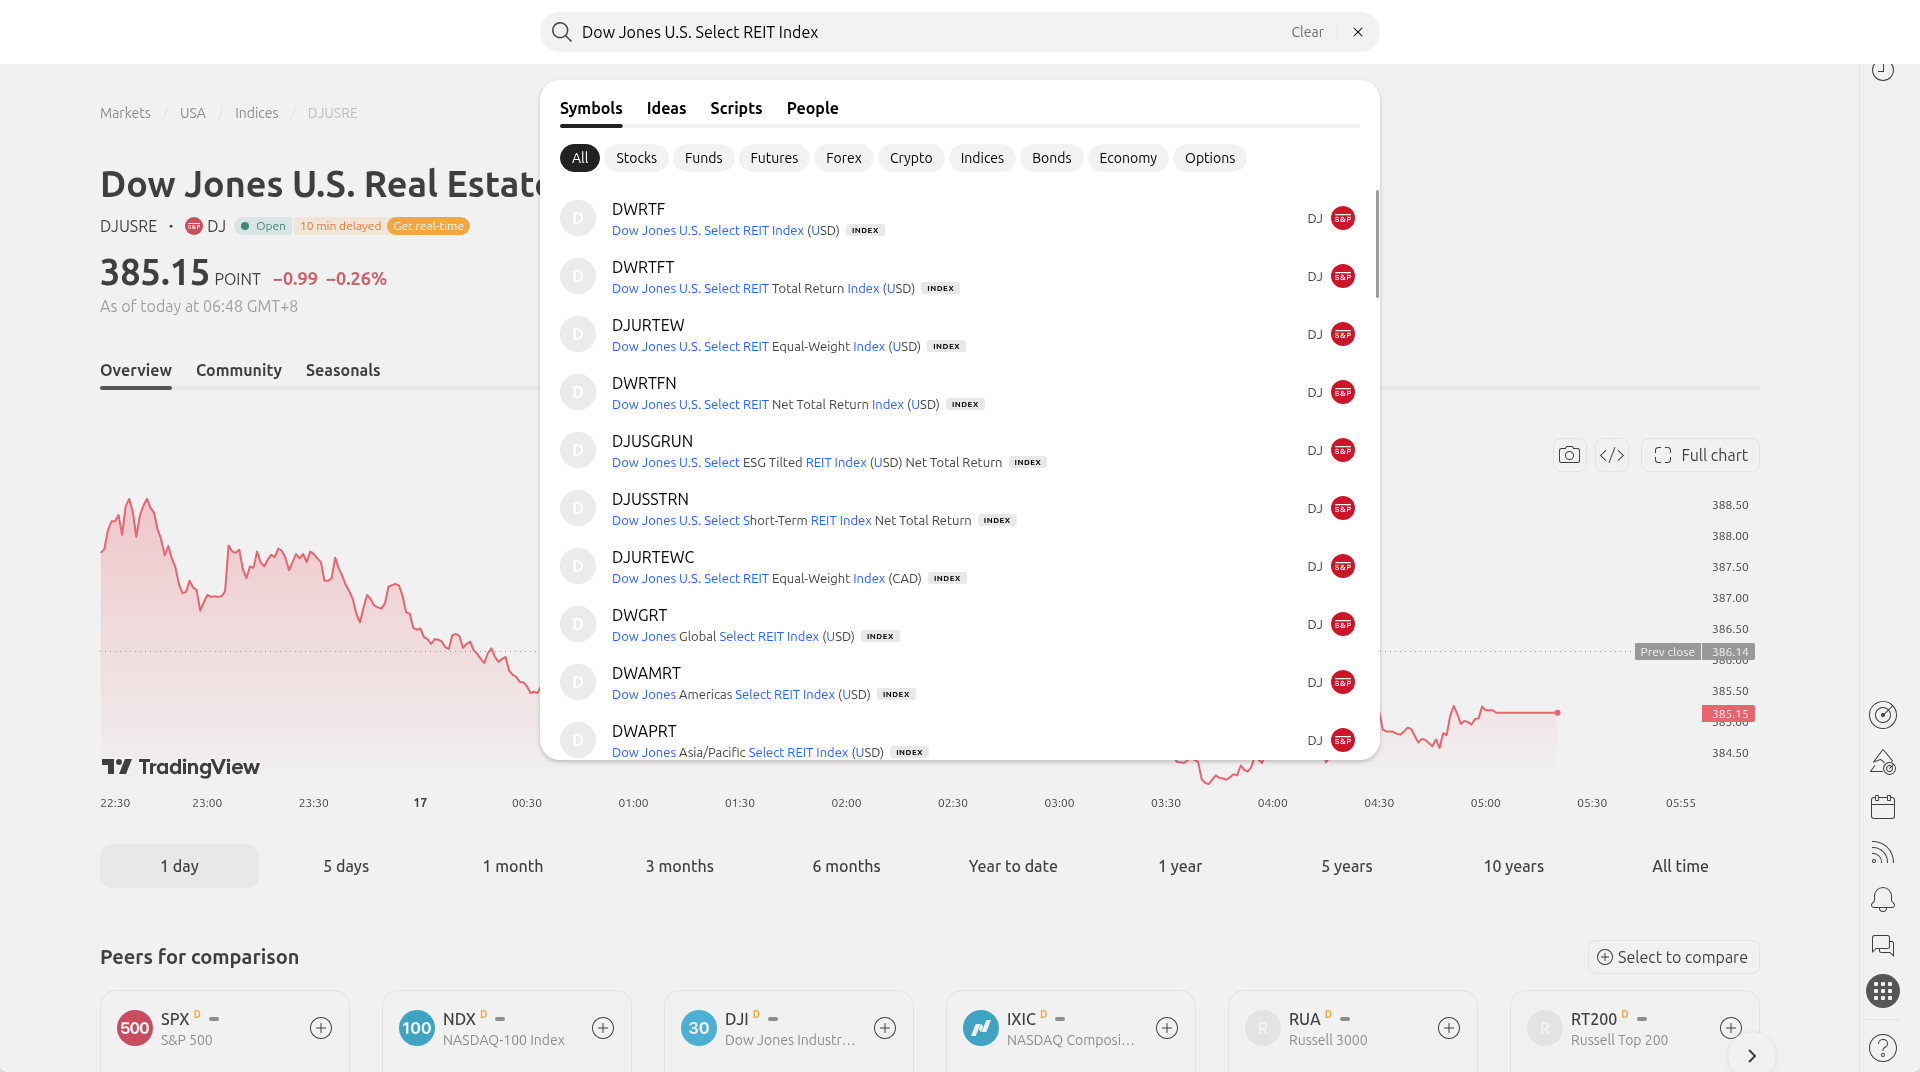 Dow Jones U.S. Select REIT Index
Clear
Symbols Ideas Scripts People
All Stocks Funds Futures Forex Crypto Indices Bonds Economy Options
DWRTF
Dow Jones U.S. Select REIT Index (USD) INDEX
DJ S&P
DWRTFT
Dow Jones U.S. Select REIT Total Return Index (USD) INDEX
DJ S&P
DJURTEW
Dow Jones U.S. Select REIT Equal-Weight Index (USD) INDEX
DJ S&P
DWRTFN
Dow Jones U.S. Select REIT Net Total Return Index (USD) INDEX
DJ S&P
DJUSGRUN
Dow Jones U.S. Select ESG Tilted REIT Index (USD) Net Total Return INDEX
DJ S&P
DJUSSTRN
Dow Jones U.S. Select Short-Term REIT Index Net Total Return INDEX
DJ S&P
DJURTEWC
Dow Jones U.S. Select REIT Equal-Weight Index (CAD) INDEX
DJ S&P
DWGRT
Dow Jones Global Select REIT Index (USD) INDEX
DJ S&P
DWAMRT
Dow Jones Americas Select REIT Index (USD) INDEX
DJ S&P
DWAPRT
Dow Jones Asia/Pacific Select REIT Index (USD) INDEX
DJ S&P
Markets / USA / Indices / DJUSRE
Dow Jones U.S. Real Estate
DJUSRE • DJ Open 10 min delayed Get real-time
385.15 POINT −0.99 −0.26%
As of today at 06:48 GMT+8
Overview Community Seasonals
Full chart
388.50
388.00
387.50
387.00
386.50
Prev close 386.14
386.00
385.50
385.15
385.00
384.50
TradingView
22:30 23:00 23:30 17 00:30 01:00 01:30 02:00 02:30 03:00 03:30 04:00 04:30 05:00 05:30 05:55
1 day 5 days 1 month 3 months 6 months Year to date 1 year 5 years 10 years All time
Peers for comparison
Select to compare
500 SPX D
S&P 500
100 NDX D
NASDAQ-100 Index
30 DJI D
Dow Jones Industr...
IXIC D
NASDAQ Composi...
R RUA D
Russell 3000
R RT200 D
Russell Top 200